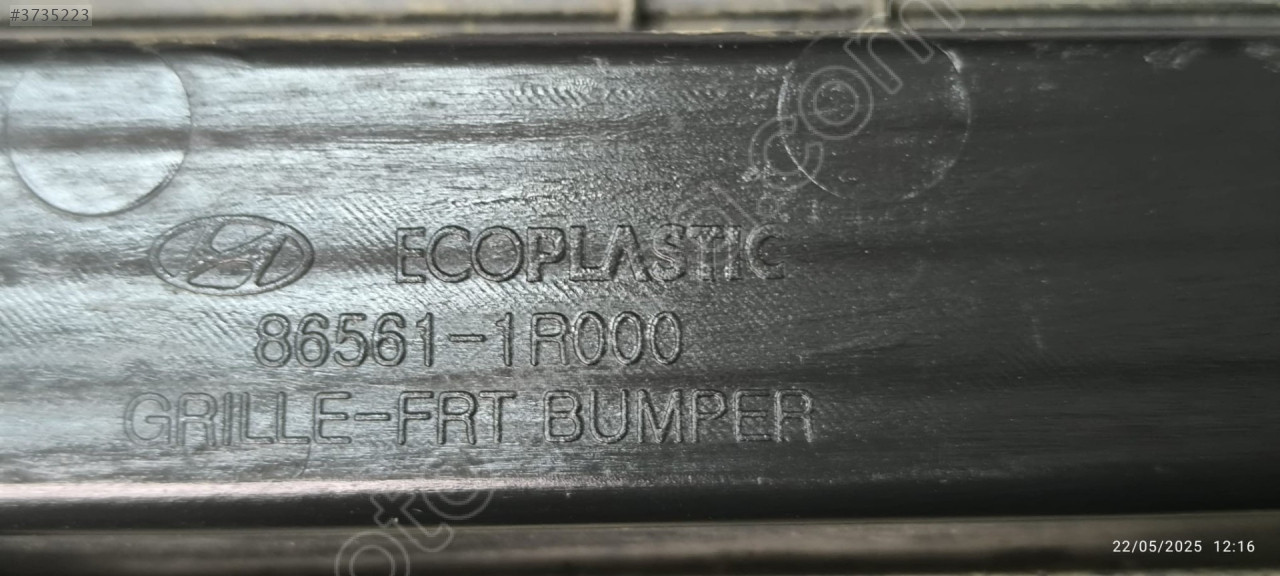 #3735223
ECOPLASTIC
86561-1R000
GRILLE-FRT BUMPER
22/05/2025 12:16